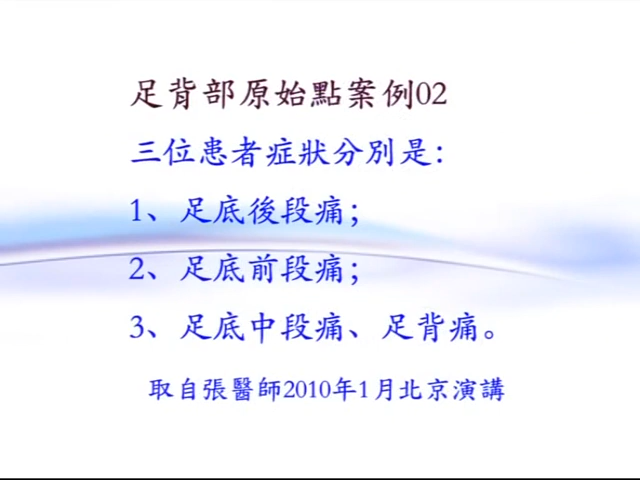 足背部原始點案例02
三位患者症狀分別是：
1、足底後段痛；
2、足底前段痛；
3、足底中段痛、足背痛。
取自張醫師2010年1月北京演講